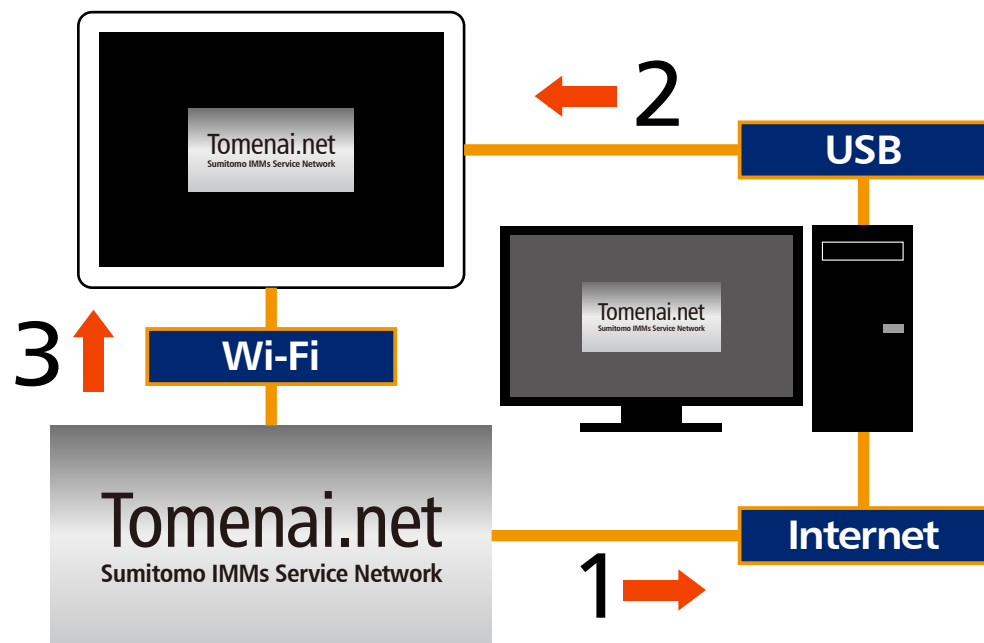 2
Tomenai.net
Sumitomo IMMs Service Network
USB
Tomenai.net
Sumitomo IMMs Service Network
3
Wi-Fi
Tomenai.net
Sumitomo IMMs Service Network
Internet
1